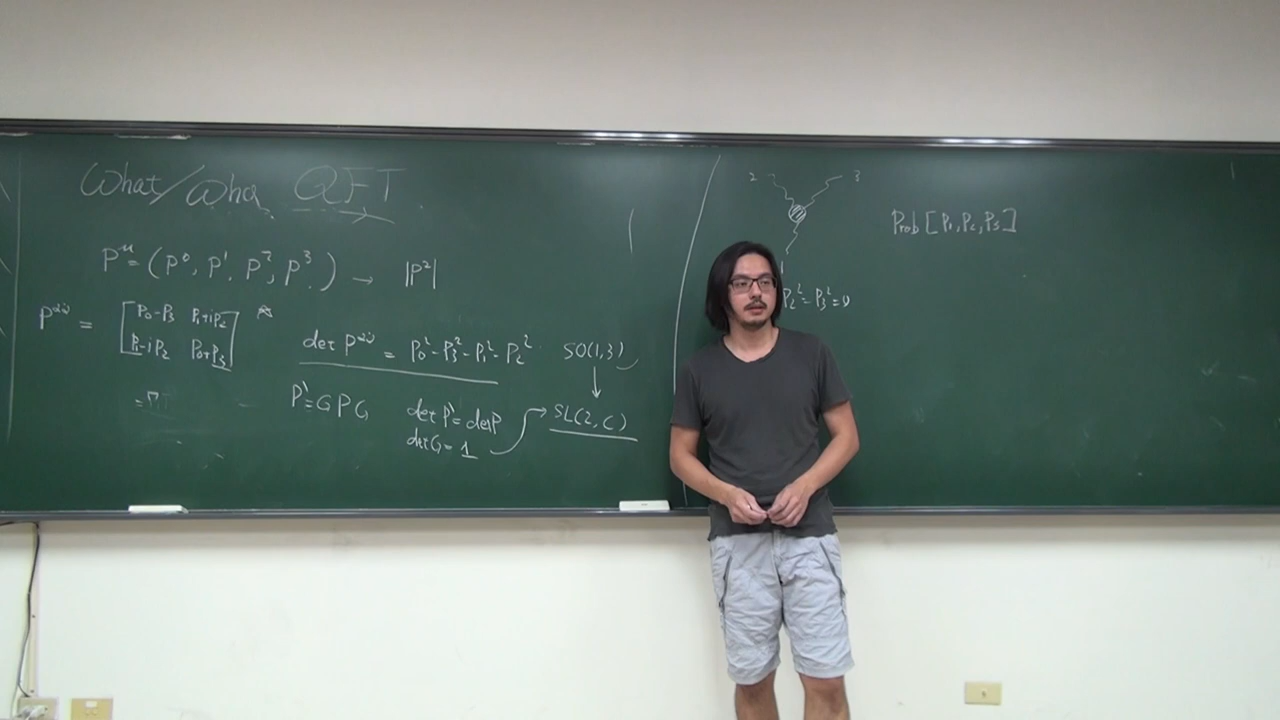 What/Why QFT
P^μ = (P^0, P^1, P^2, P^3) → |P^2|
P^{αα̇} = [P0-P3 P1+iP2
P1-iP2 P0+P3]
det P^{αα̇} = P0^2-P3^2-P1^2-P2^2
SO(1,3)
↓
P' = G P G
det P' = det P
det G = 1
→ SL(2, C)
2 3
1
P2^2 = P3^2 = 0
Prob [P1, P2, P3]